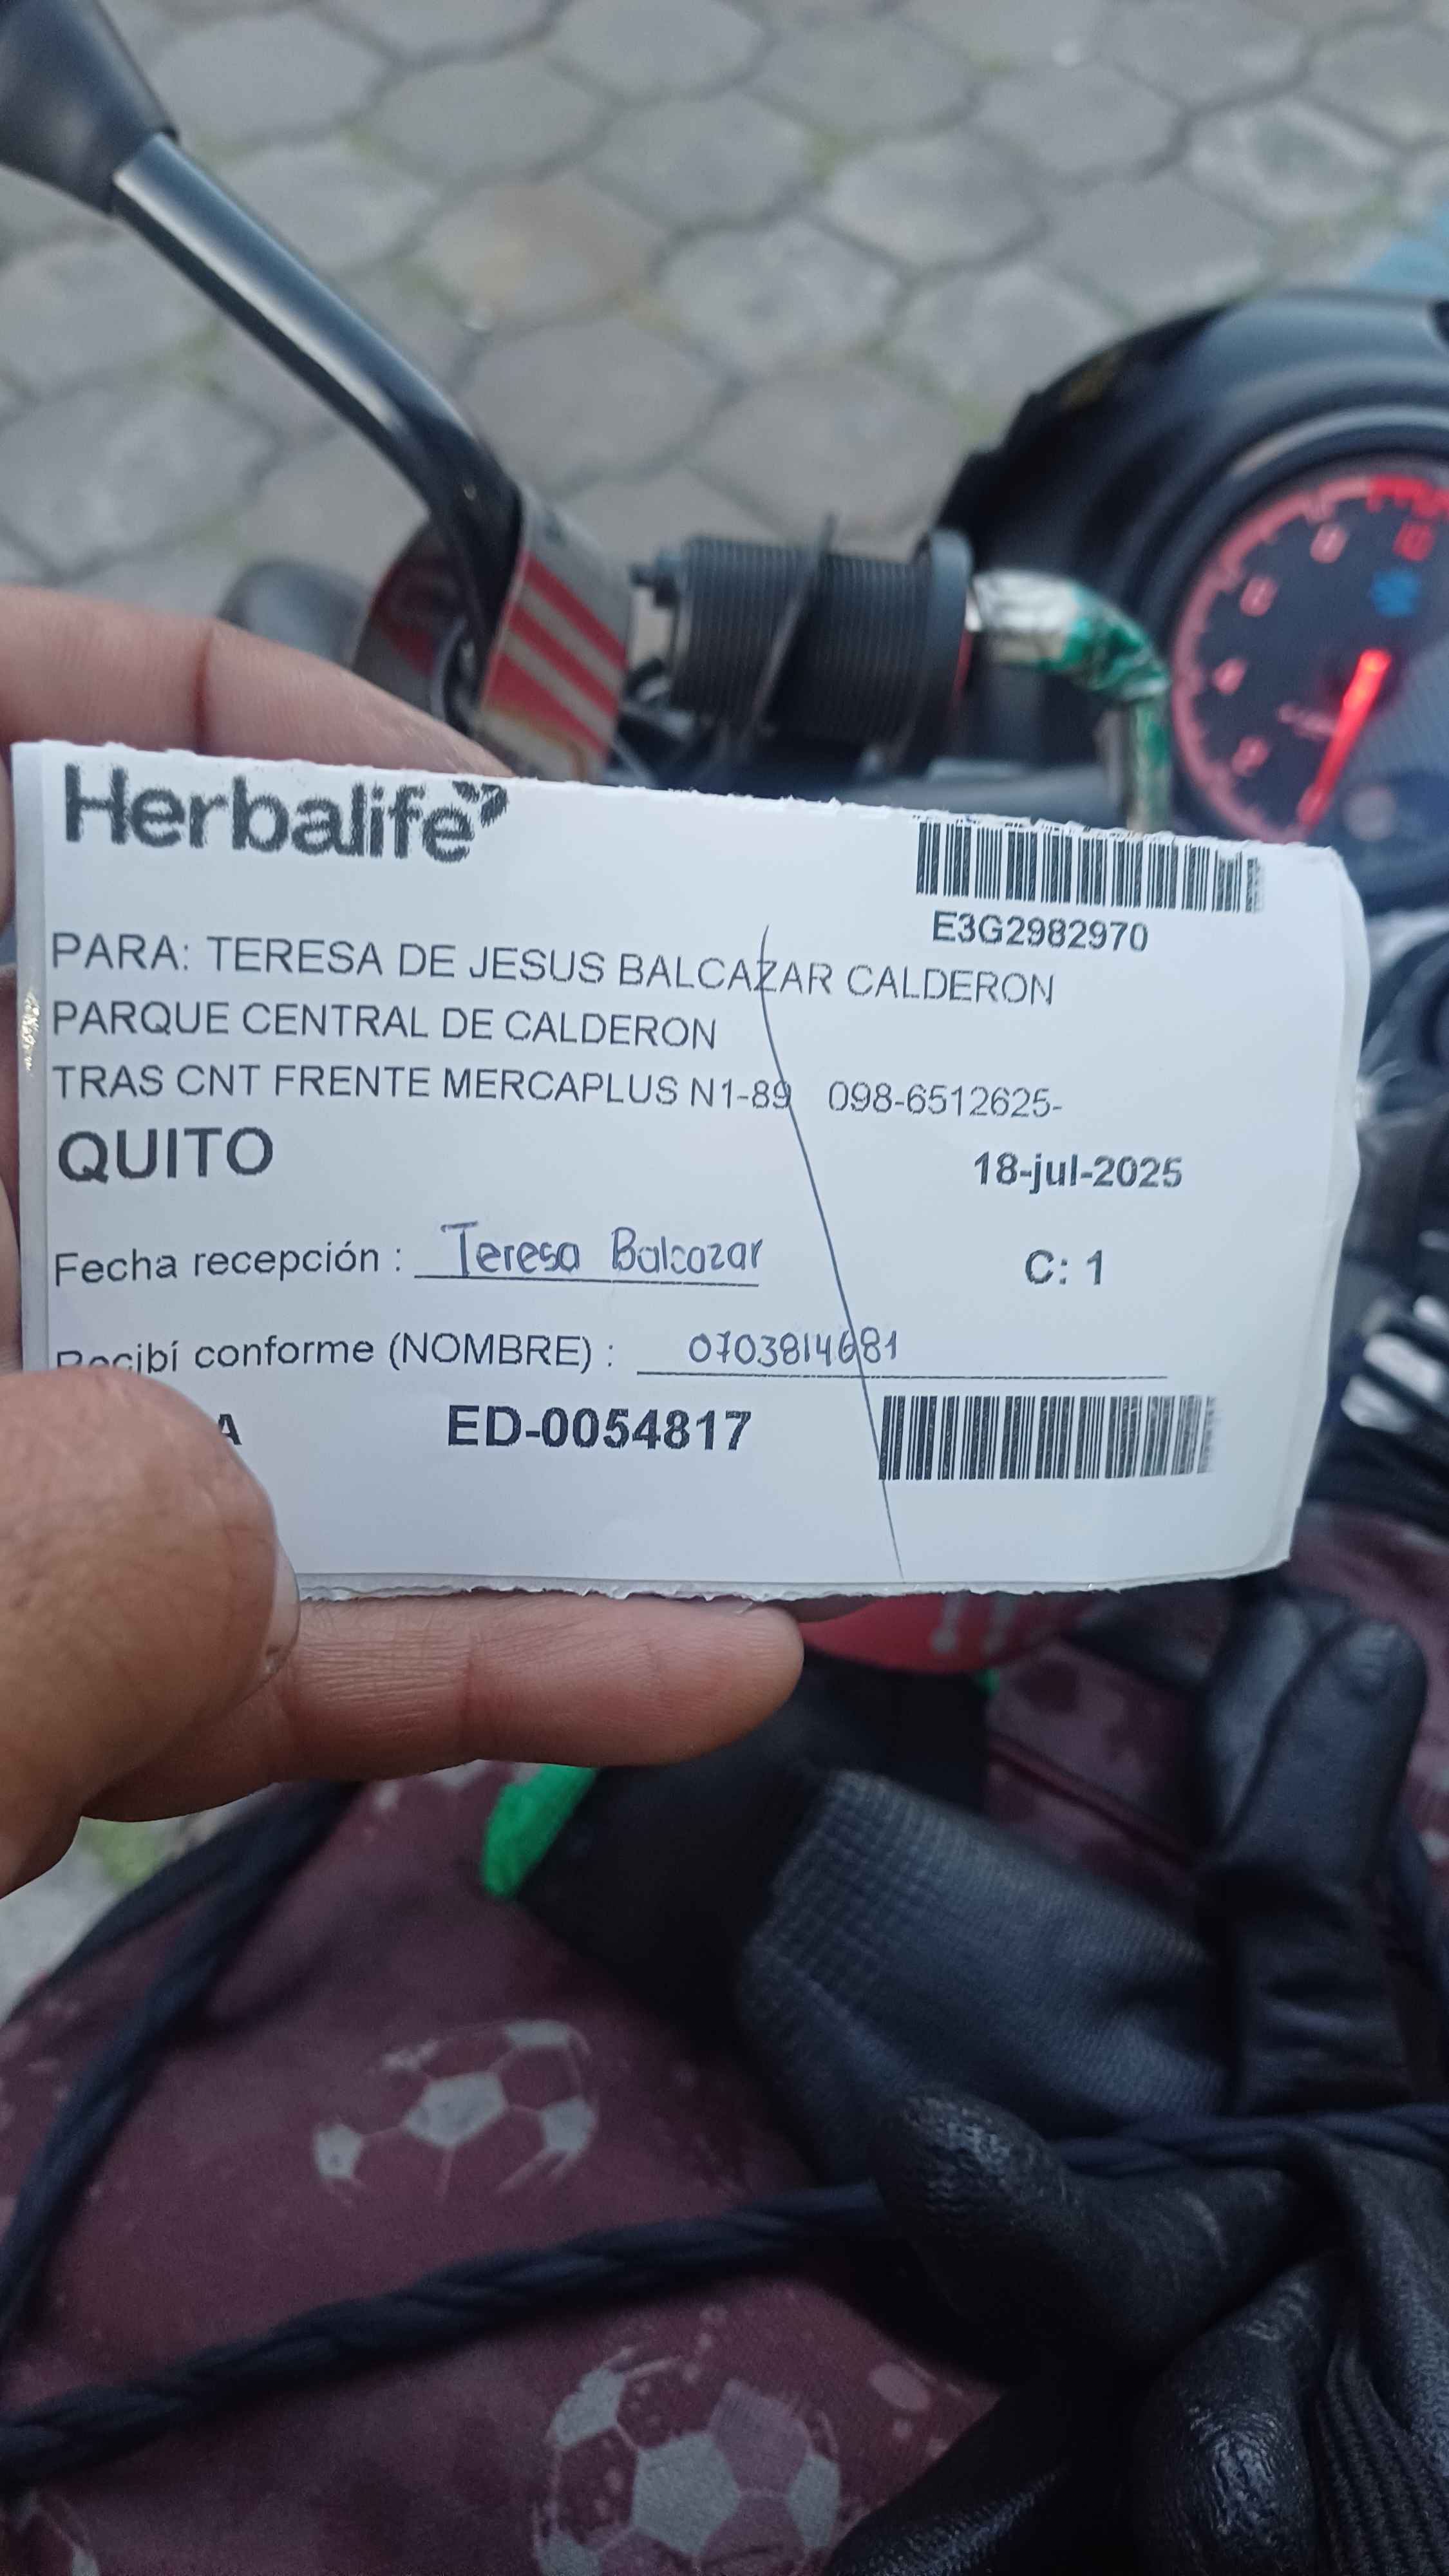 Herbalife
E3G2982970
PARA: TERESA DE JESUS BALCAZAR CALDERON
PARQUE CENTRAL DE CALDERON
TRAS CNT FRENTE MERCAPLUS N1-89 098-6512625-
QUITO
18-jul-2025
Fecha recepción : Teresa Balcazar
C: 1
Recibí conforme (NOMBRE) : 0703814681
A ED-0054817